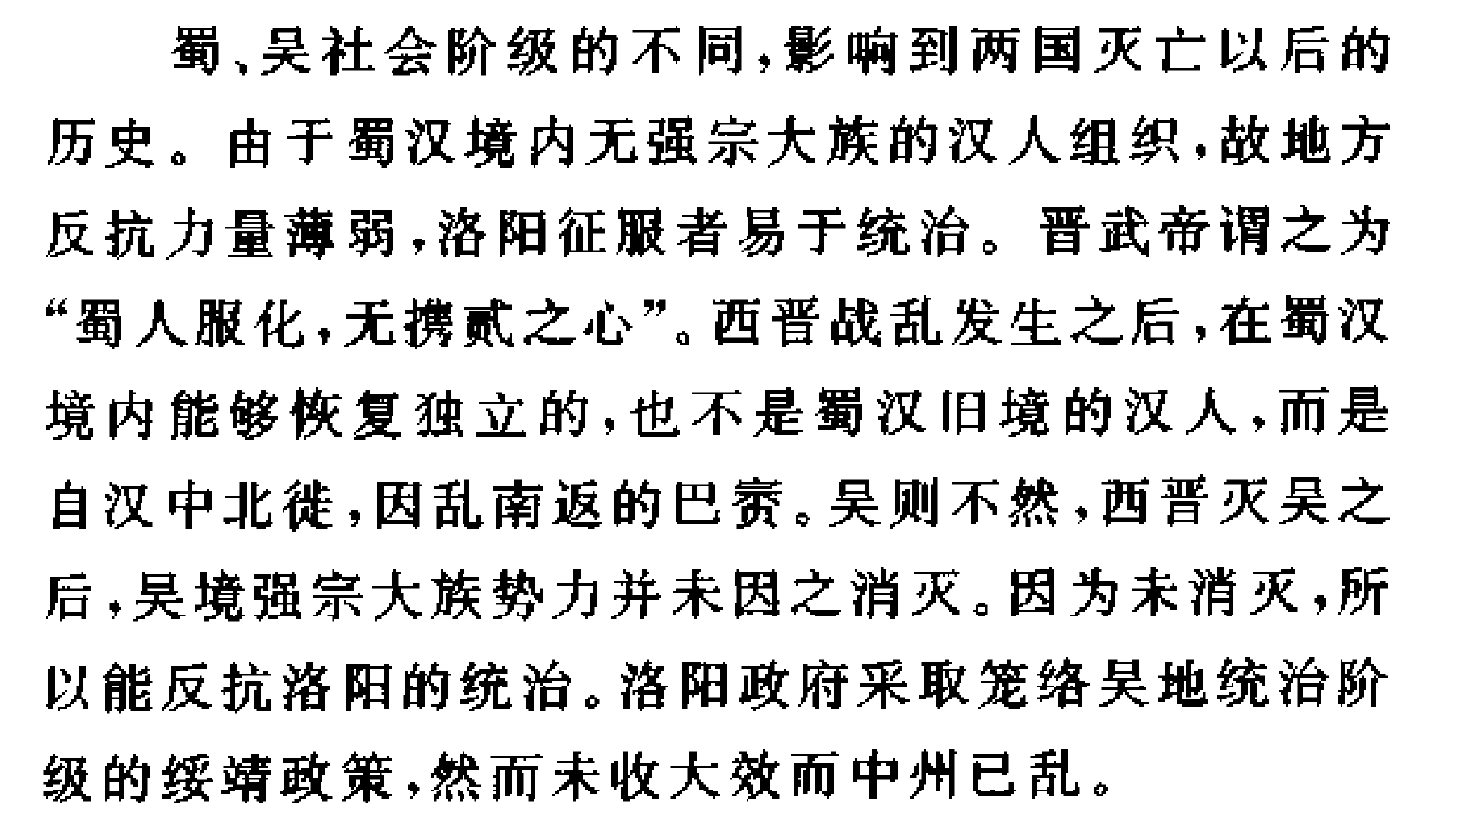 蜀、吴社会阶级的不同,影响到两国灭亡以后的
历史。由于蜀汉境内无强宗大族的汉人组织,故地方
反抗力量薄弱,洛阳征服者易于统治。晋武帝谓之为
“蜀人服化,无携贰之心”。西晋战乱发生之后,在蜀汉
境内能够恢复独立的,也不是蜀汉旧境的汉人,而是
自汉中北徙,因乱南返的巴賨。吴则不然,西晋灭吴之
后,吴境强宗大族势力并未因之消灭。因为未消灭,所
以能反抗洛阳的统治。洛阳政府采取笼络吴地统治阶
级的绥靖政策,然而未收大效而中州已乱。